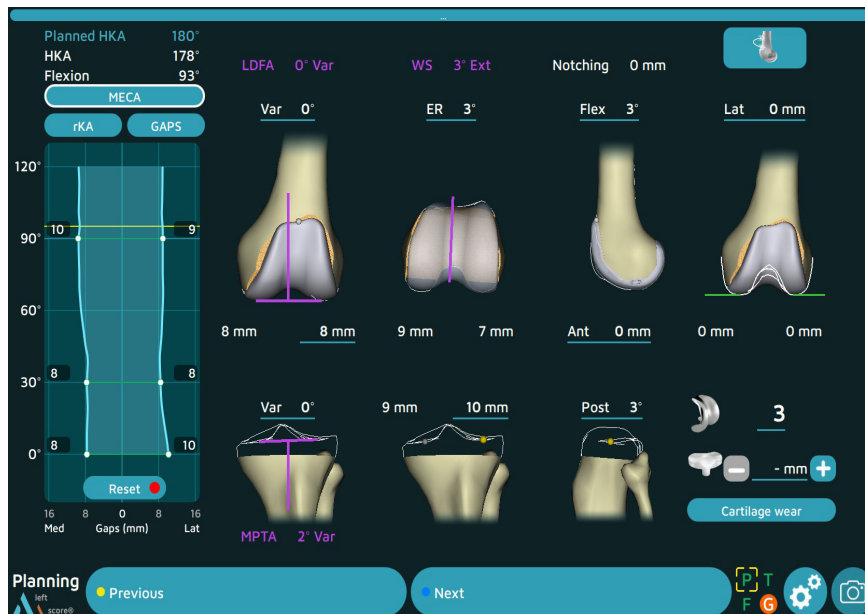 ...
Planned HKA 180°
HKA 178°
Flexion 93°
MECA
rKA GAPS
LDFA 0° Var WS 3° Ext Notching 0 mm
Var 0° ER 3° Flex 3° Lat 0 mm
120°
10 9
90°
60°
8 8
30°
8 10
0°
Reset
16 8 0 8 16
Med Gaps (mm) Lat
8 mm 8 mm 9 mm 7 mm Ant 0 mm 0 mm 0 mm
Var 0° 9 mm 10 mm Post 3°
3
- mm +
Cartilage wear
MPTA 2° Var
Planning
left
score®
Previous Next
P T
F G